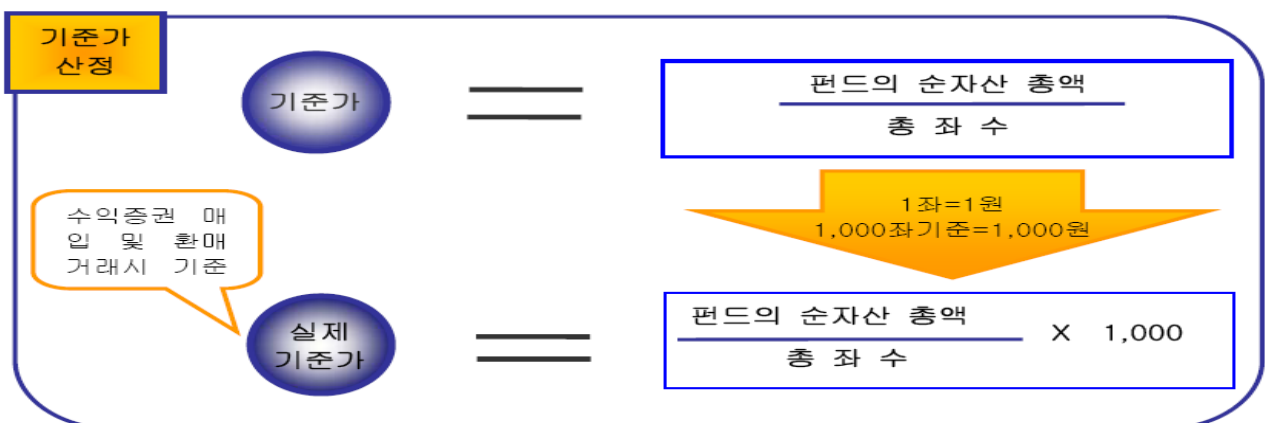 기준가
산정
기준가
펀드의 순자산 총액
총 좌 수
1좌=1원
1,000좌기준=1,000원
수익증권 매
입 및 환매
거래시 기준
실제
기준가
펀드의 순자산 총액
총 좌 수
X 1,000